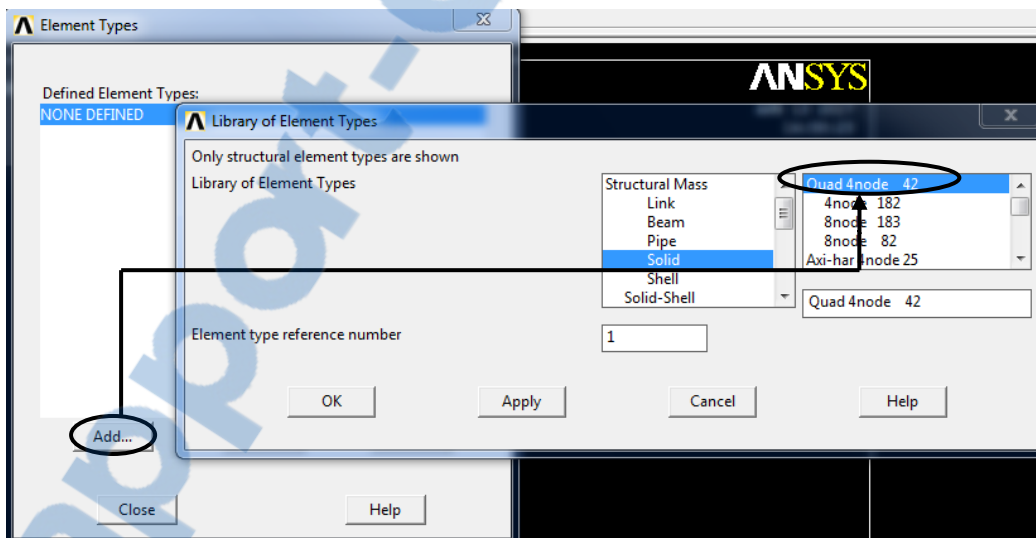 Element Types
ANSYS
Defined Element Types:
NONE DEFINED
Library of Element Types
Only structural element types are shown
Library of Element Types
Structural Mass
Link
Beam
Pipe
Solid
Shell
Solid-Shell
Quad 4node 42
4node 182
8node 183
8node 82
Axi-har 4node 25
Quad 4node 42
Element type reference number
1
OK
Apply
Cancel
Help
Add...
Close
Help